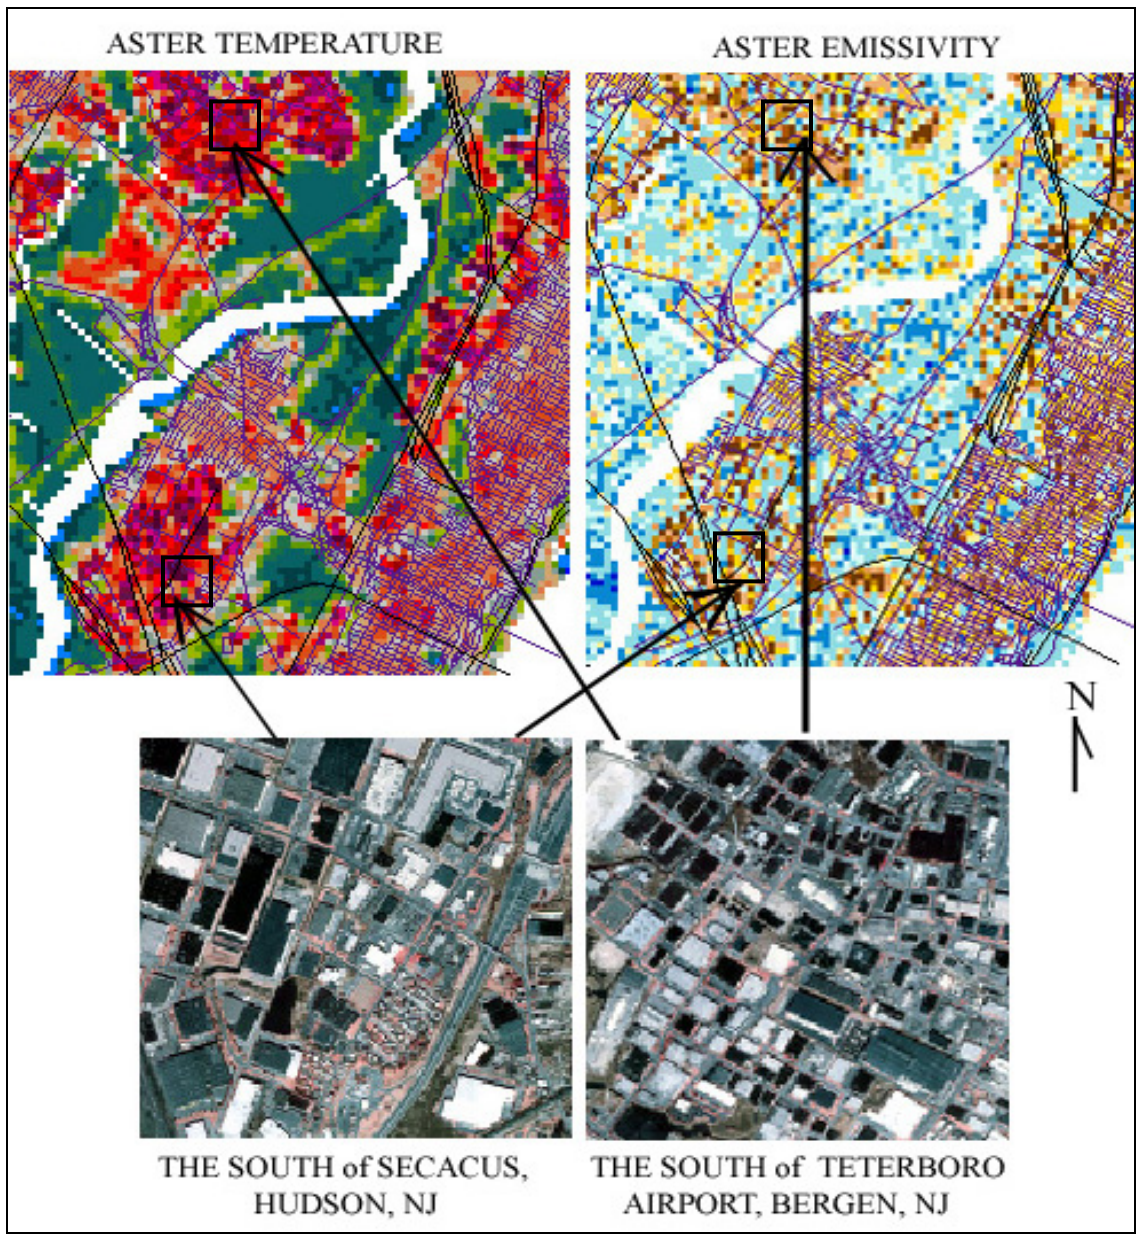 ASTER TEMPERATURE
ASTER EMISSIVITY
N
THE SOUTH of SECACUS,
HUDSON, NJ
THE SOUTH of TETERBORO
AIRPORT, BERGEN, NJ